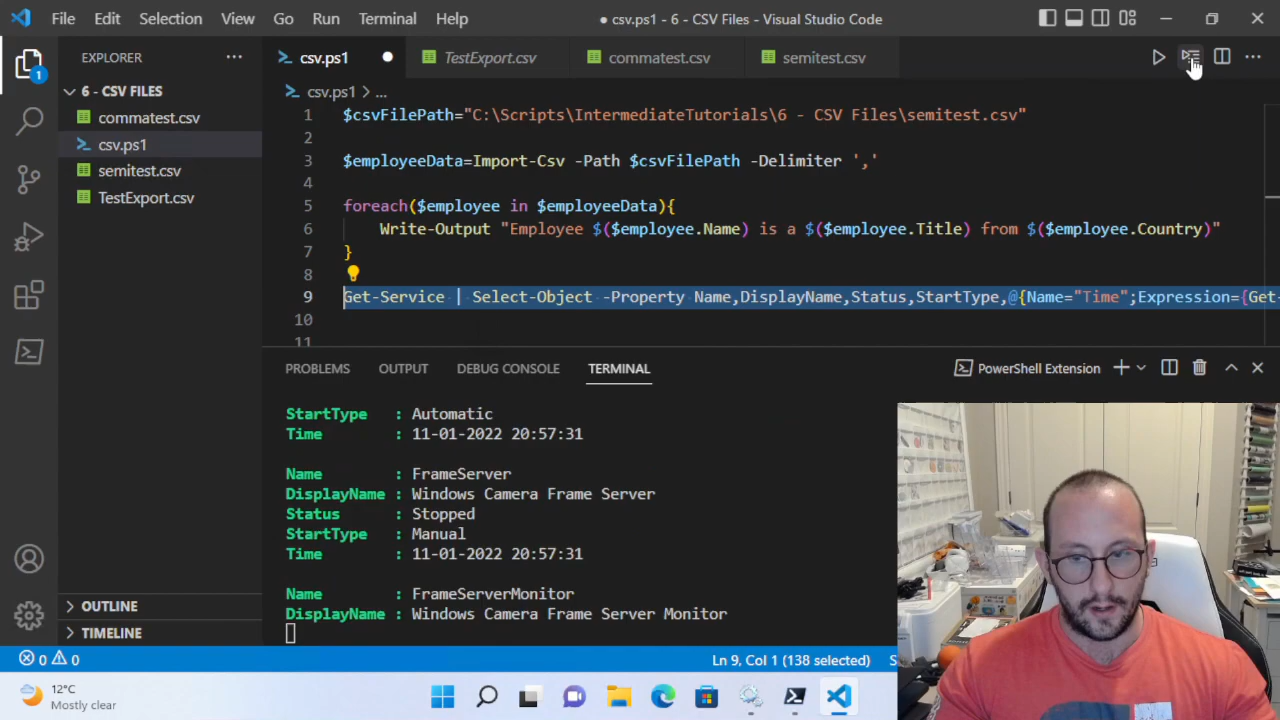 File Edit Selection View Go Run Terminal Help
● csv.ps1 - 6 - CSV Files - Visual Studio Code
EXPLORER
csv.ps1
TestExport.csv
commatest.csv
semitest.csv
1
6 - CSV FILES
commatest.csv
csv.ps1
semitest.csv
TestExport.csv
csv.ps1 > ...
1 $csvFilePath="C:\Scripts\IntermediateTutorials\6 - CSV Files\semitest.csv"
2
3 $employeeData=Import-Csv -Path $csvFilePath -Delimiter ','
4
5 foreach($employee in $employeeData){
6 Write-Output "Employee $($employee.Name) is a $($employee.Title) from $($employee.Country)"
7 }
8
9 Get-Service | Select-Object -Property Name,DisplayName,Status,StartType,@{Name="Time";Expression={Get-
10
11
PROBLEMS OUTPUT DEBUG CONSOLE TERMINAL
PowerShell Extension
StartType : Automatic
Time : 11-01-2022 20:57:31
Name : FrameServer
DisplayName : Windows Camera Frame Server
Status : Stopped
StartType : Manual
Time : 11-01-2022 20:57:31
Name : FrameServerMonitor
DisplayName : Windows Camera Frame Server Monitor
OUTLINE
TIMELINE
0 0
Ln 9, Col 1 (138 selected)
S
12°C
Mostly clear